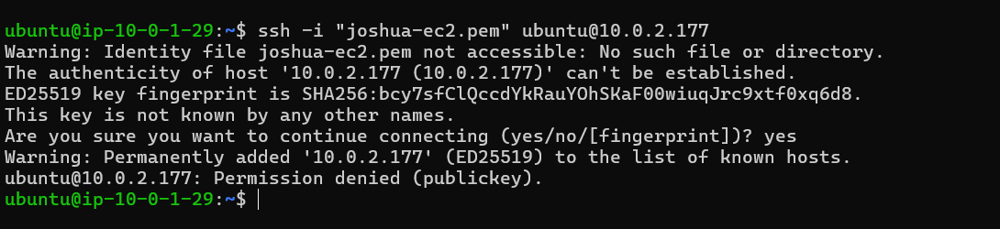 ubuntu@ip-10-0-1-29:~$ ssh -i "joshua-ec2.pem" ubuntu@10.0.2.177
Warning: Identity file joshua-ec2.pem not accessible: No such file or directory.
The authenticity of host '10.0.2.177 (10.0.2.177)' can't be established.
ED25519 key fingerprint is SHA256:bcy7sfClQccdYkRauYOhSKaF00wiuqJrc9xtf0xq6d8.
This key is not known by any other names.
Are you sure you want to continue connecting (yes/no/[fingerprint])? yes
Warning: Permanently added '10.0.2.177' (ED25519) to the list of known hosts.
ubuntu@10.0.2.177: Permission denied (publickey).
ubuntu@ip-10-0-1-29:~$